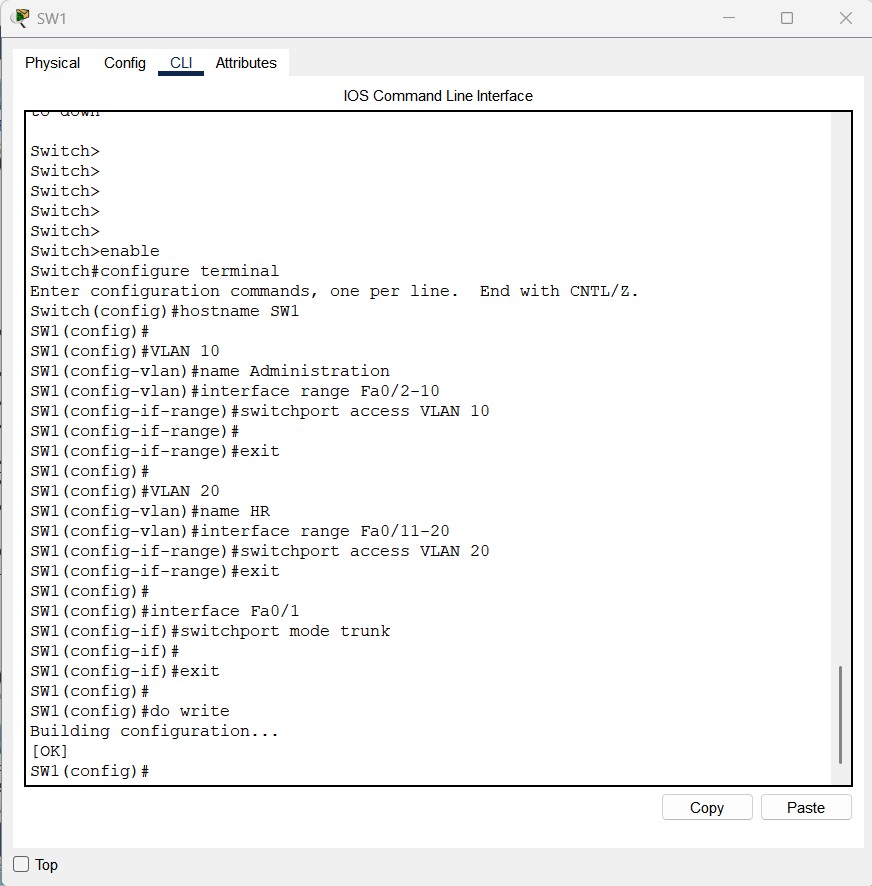 SW1
Physical Config CLI Attributes
IOS Command Line Interface
to down
Switch>
Switch>
Switch>
Switch>
Switch>
Switch>enable
Switch#configure terminal
Enter configuration commands, one per line.  End with CNTL/Z.
Switch(config)#hostname SW1
SW1(config)#
SW1(config)#VLAN 10
SW1(config-vlan)#name Administration
SW1(config-vlan)#interface range Fa0/2-10
SW1(config-if-range)#switchport access VLAN 10
SW1(config-if-range)#
SW1(config-if-range)#exit
SW1(config)#
SW1(config)#VLAN 20
SW1(config-vlan)#name HR
SW1(config-vlan)#interface range Fa0/11-20
SW1(config-if-range)#switchport access VLAN 20
SW1(config-if-range)#exit
SW1(config)#
SW1(config)#interface Fa0/1
SW1(config-if)#switchport mode trunk
SW1(config-if)#
SW1(config-if)#exit
SW1(config)#
SW1(config)#do write
Building configuration...
[OK]
SW1(config)#
Copy Paste
Top